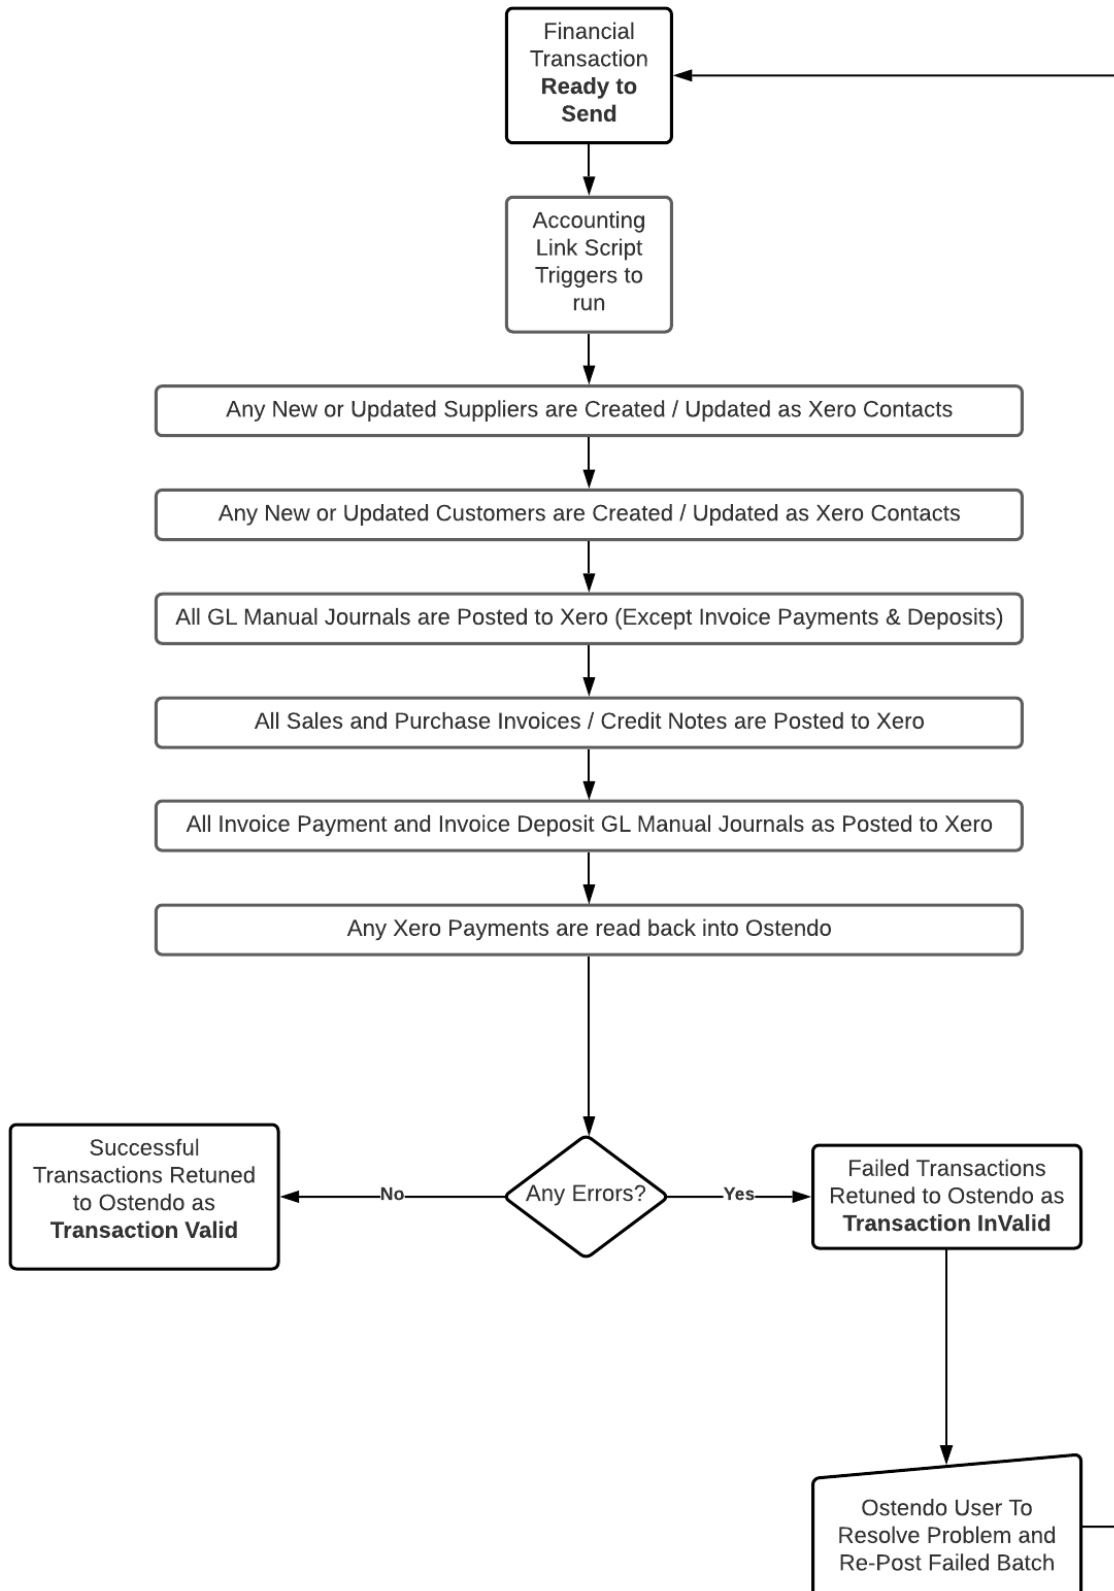 Financial
Transaction
Ready to
Send
Accounting
Link Script
Triggers to
run
Any New or Updated Suppliers are Created / Updated as Xero Contacts
Any New or Updated Customers are Created / Updated as Xero Contacts
All GL Manual Journals are Posted to Xero (Except Invoice Payments & Deposits)
All Sales and Purchase Invoices / Credit Notes are Posted to Xero
All Invoice Payment and Invoice Deposit GL Manual Journals as Posted to Xero
Any Xero Payments are read back into Ostendo
Successful
Transactions Retuned
to Ostendo as
Transaction Valid
No
Any Errors?
Yes
Failed Transactions
Retuned to Ostendo as
Transaction InValid
Ostendo User To
Resolve Problem and
Re-Post Failed Batch